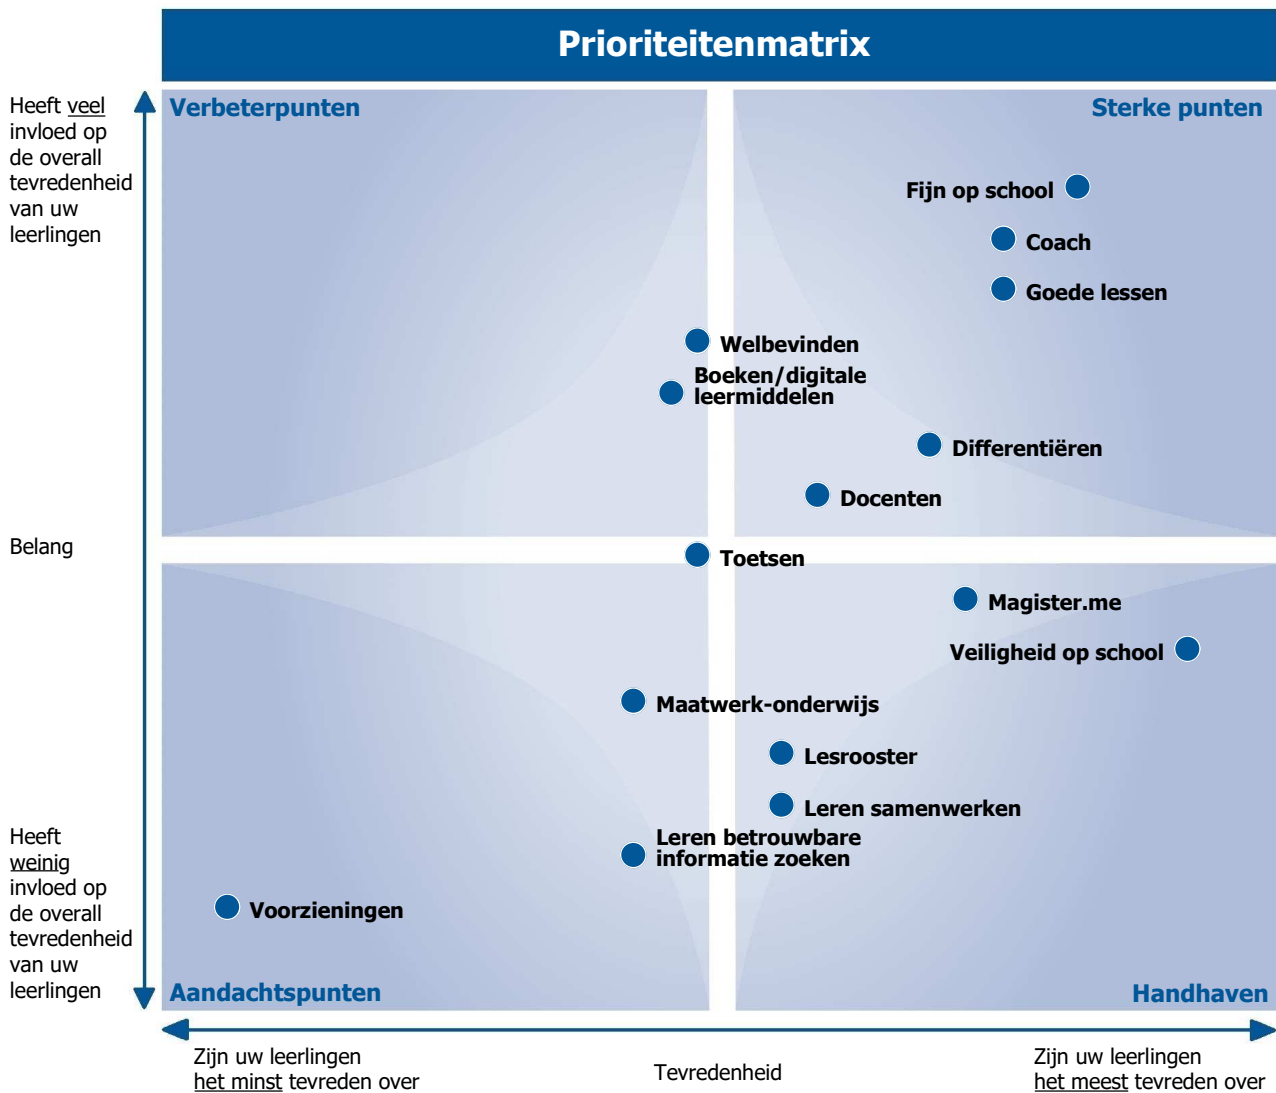 Prioriteitenmatrix
Heeft veel
invloed op
de overall
tevredenheid
van uw
leerlingen
Verbeterpunten
Sterke punten
Fijn op school
Coach
Goede lessen
Welbevinden
Boeken/digitale
leermiddelen
Differentiëren
Docenten
Belang
Toetsen
Magister.me
Veiligheid op school
Maatwerk-onderwijs
Lesrooster
Leren samenwerken
Leren betrouwbare
informatie zoeken
Voorzieningen
Heeft
weinig
invloed op
de overall
tevredenheid
van uw
leerlingen
Aandachtspunten
Handhaven
Zijn uw leerlingen
het minst tevreden over
Tevredenheid
Zijn uw leerlingen
het meest tevreden over